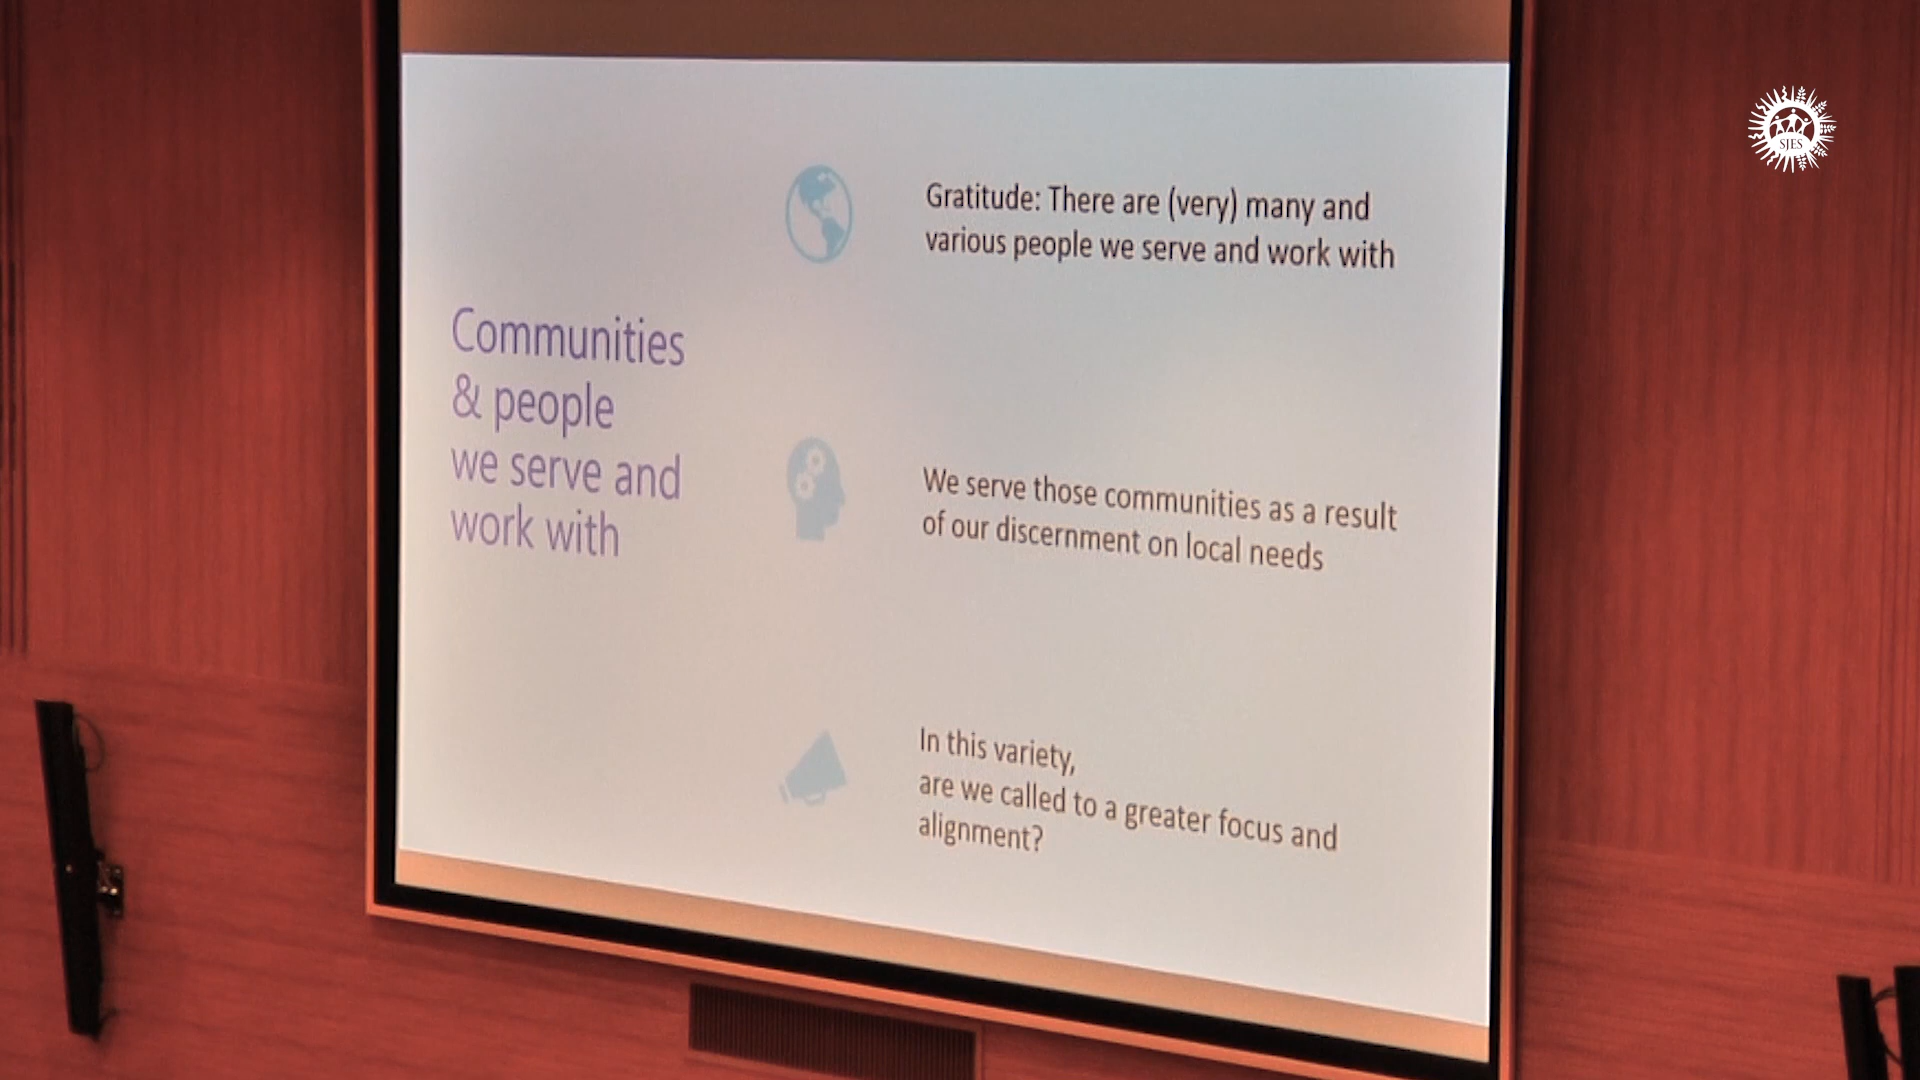 SJES
Communities
& people
we serve and
work with
Gratitude: There are (very) many and
various people we serve and work with
We serve those communities as a result
of our discernment on local needs
In this variety,
are we called to a greater focus and
alignment?